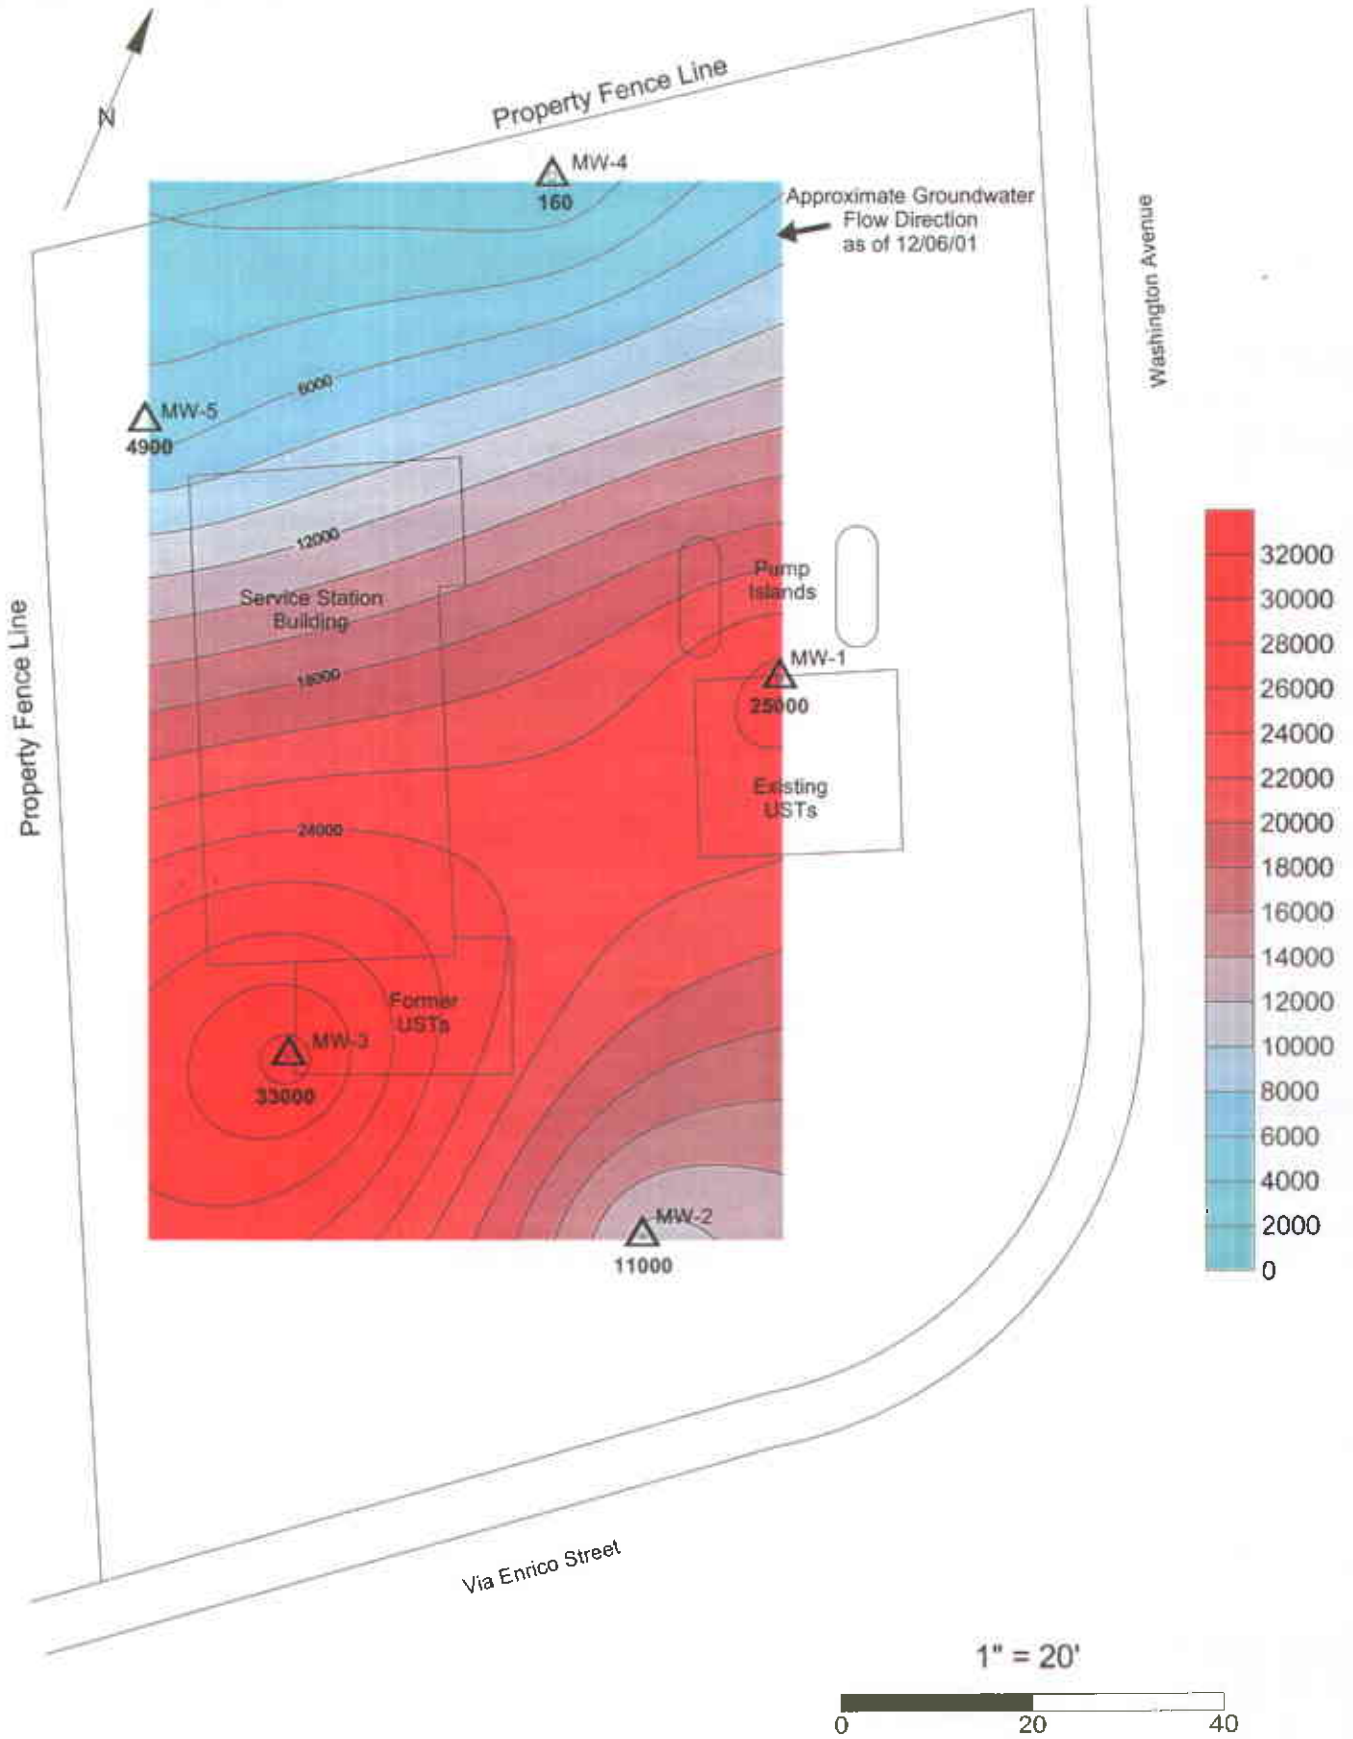 N
Property Fence Line
MW-4
160
Approximate Groundwater
Flow Direction
as of 12/06/01
Washington Avenue
6000
MW-5
4900
12000
Service Station
Building
Pump
Islands
18000
MW-1
25000
Existing
USTs
Property Fence Line
24000
Former
USTs
MW-3
33000
MW-2
11000
32000
30000
28000
26000
24000
22000
20000
18000
16000
14000
12000
10000
8000
6000
4000
2000
0
Via Enrico Street
1" = 20'
0 20 40